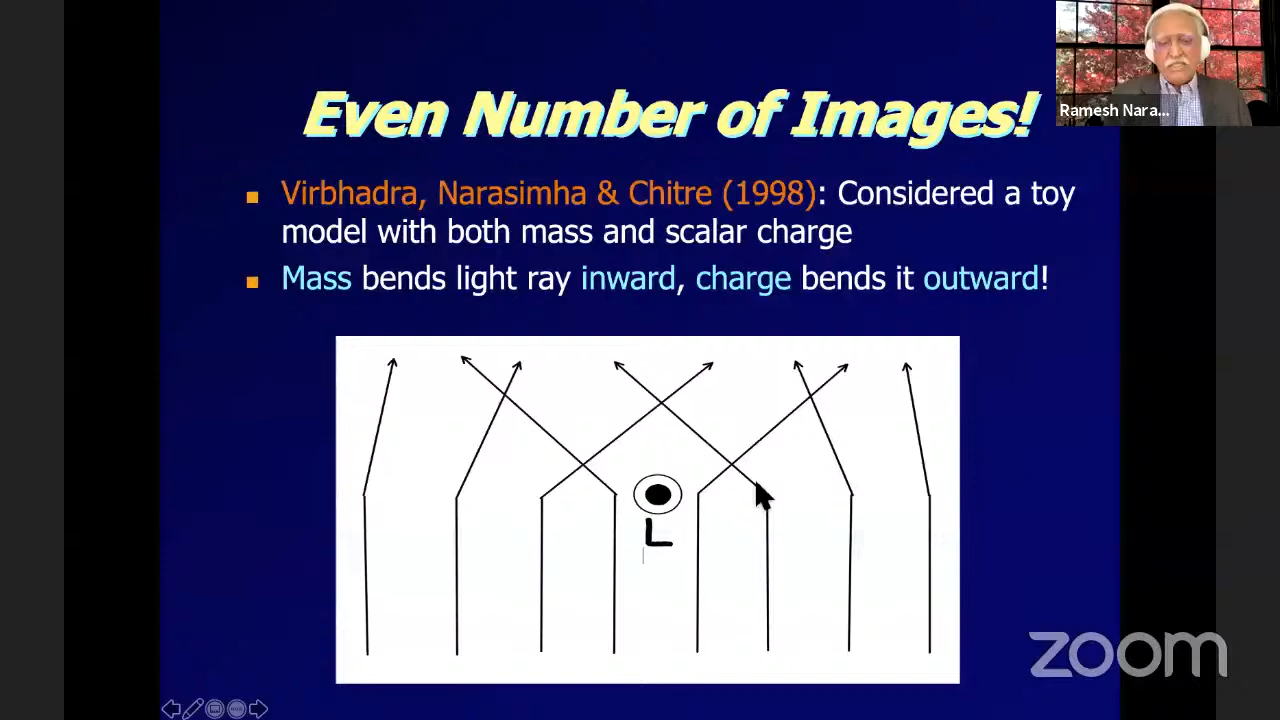 Even Number of Images!
Ramesh Nara...
Virbhadra, Narasimha & Chitre (1998): Considered a toy
model with both mass and scalar charge
Mass bends light ray inward, charge bends it outward!
L
zoom